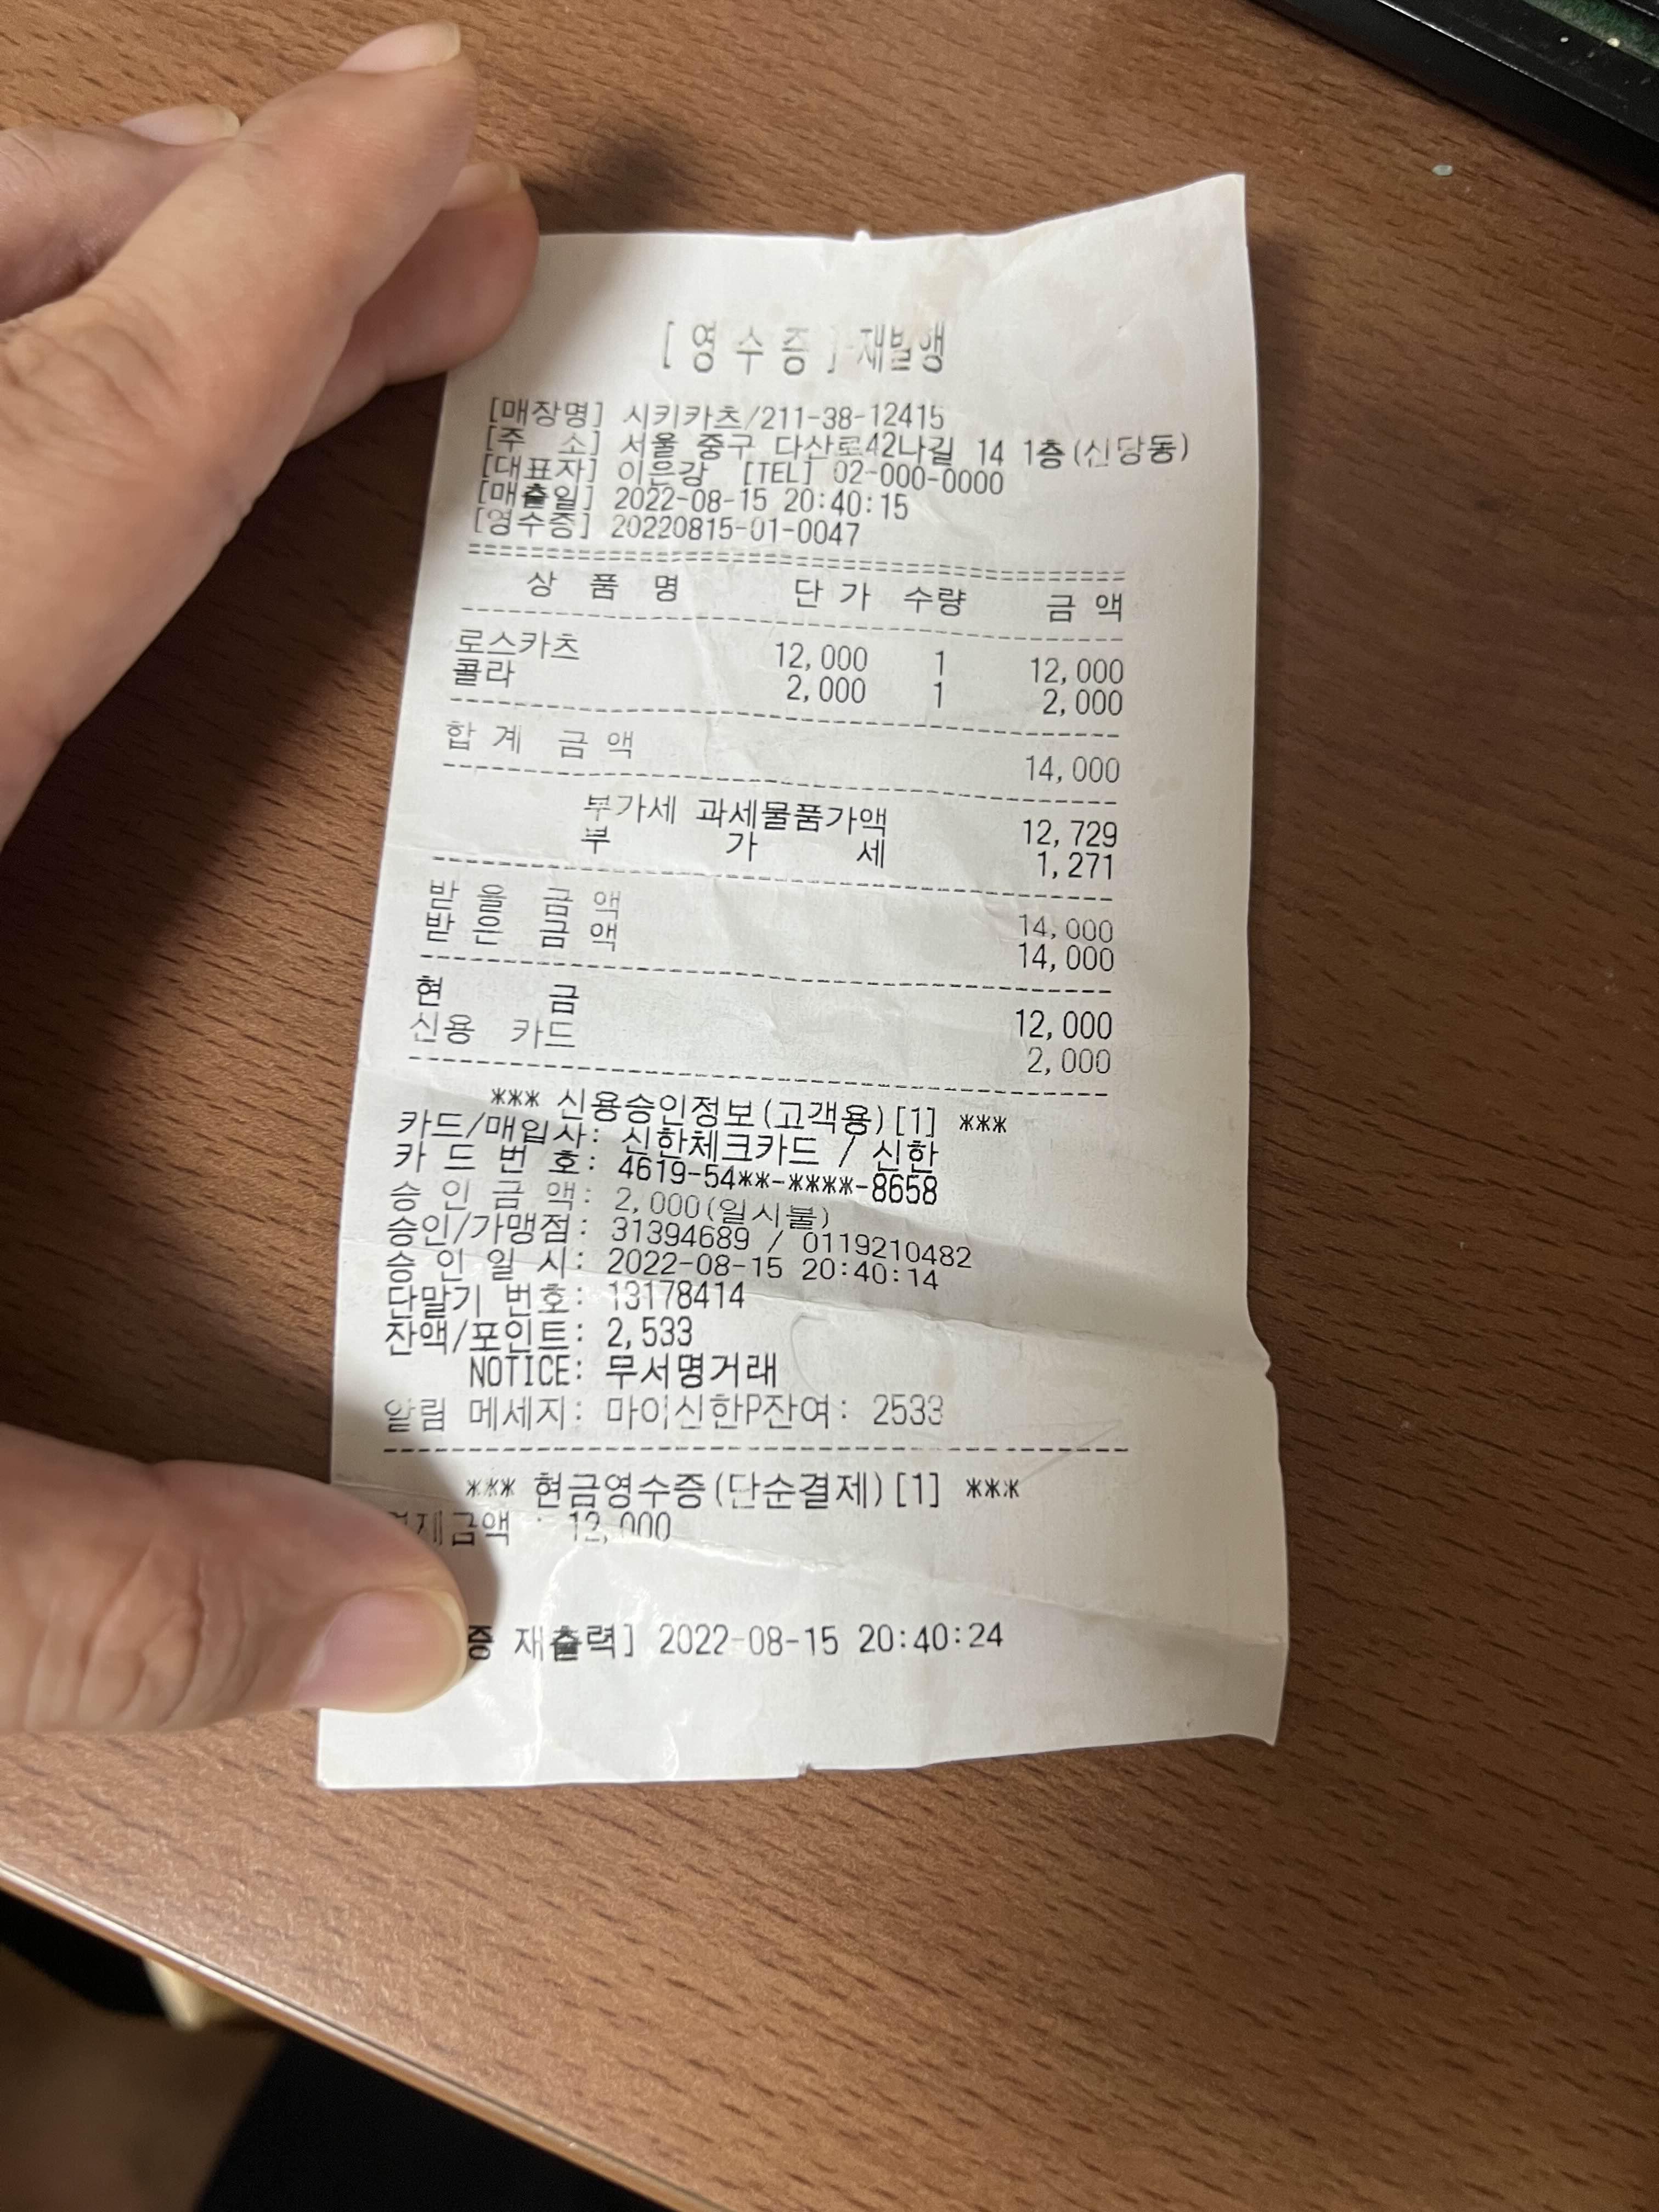 [ 영 수 증 ] 재발행
[매장명] 시키카츠/211-38-12415
[주 소] 서울 중구 다산로42나길 14 1층(신당동)
[대표자] 이은강 [TEL] 02-000-0000
[매출일] 2022-08-15 20:40:15
[영수증] 20220815-01-0047
상 품 명 단 가 수량 금 액
로스카츠 12,000 1 12,000
콜라 2,000 1 2,000
합 계 금 액 14,000
부가세 과세물품가액 12,729
부 가 세 1,271
받 을 금 액 14,000
받 은 금 액 14,000
현 금 12,000
신용 카드 2,000
*** 신용승인정보(고객용)[1] ***
카드/매입사: 신한체크카드 / 신한
카 드 번 호: 4619-54**-****-8658
승 인 금 액: 2,000(일시불)
승인/가맹점: 31394689 / 0119210482
승 인 일 시: 2022-08-15 20:40:14
단말기 번호: 13178414
잔액/포인트: 2,533
NOTICE: 무서명거래
알림 메세지: 마이신한P잔여: 2533
*** 현금영수증(단순결제)[1] ***
결제금액 : 12,000
증 재출력] 2022-08-15 20:40:24